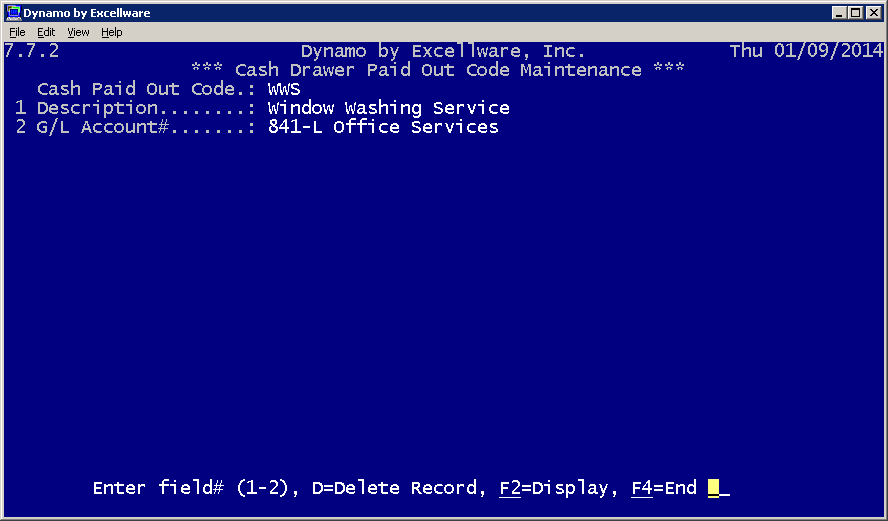 Dynamo by Excellware
File Edit View Help
7.7.2 Dynamo by Excellware, Inc. Thu 01/09/2014
*** Cash Drawer Paid Out Code Maintenance ***
Cash Paid Out Code.: WWS
1 Description........: Window Washing Service
2 G/L Account#.......: 841-L Office Services
Enter field# (1-2), D=Delete Record, F2=Display, F4=End _